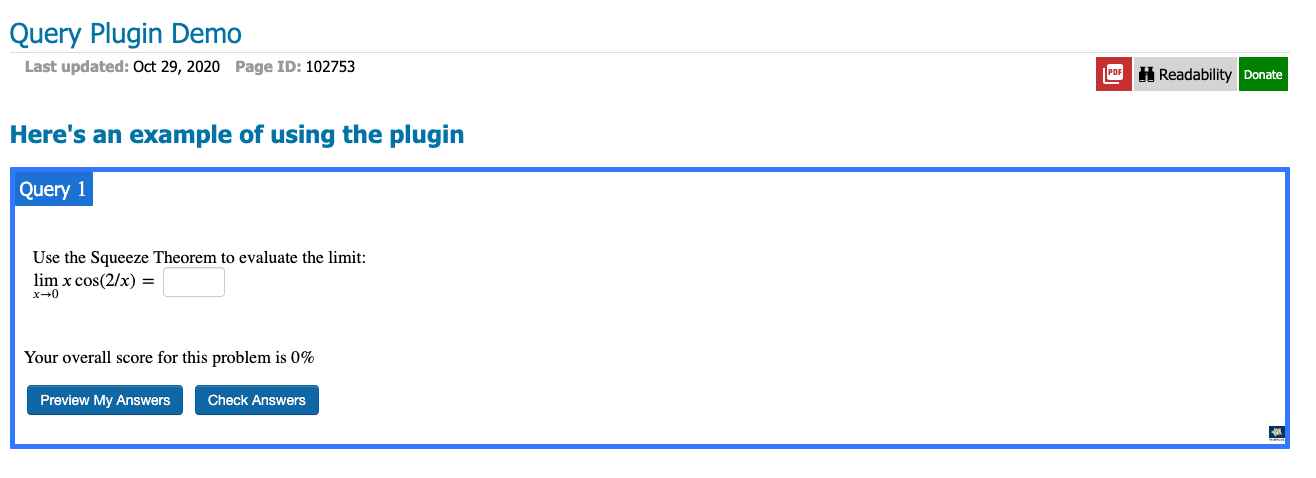 Query Plugin Demo
Last updated: Oct 29, 2020 Page ID: 102753
PDF Readability Donate
Here's an example of using the plugin
Query 1
Use the Squeeze Theorem to evaluate the limit:
lim x cos(2/x) =
x→0
Your overall score for this problem is 0%
Preview My Answers Check Answers